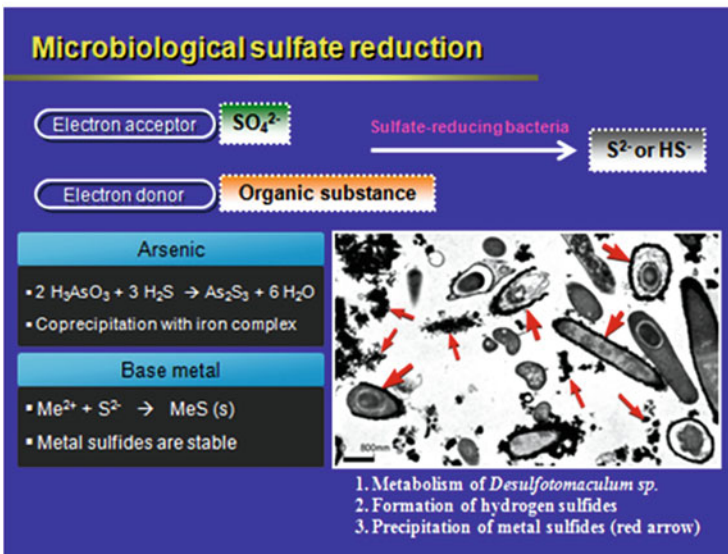 Microbiological sulfate reduction
Electron acceptor SO₄²⁻
Sulfate-reducing bacteria
S²⁻ or HS⁻
Electron donor Organic substance
Arsenic
▪ 2 H₃AsO₃ + 3 H₂S → As₂S₃ + 6 H₂O
▪ Coprecipitation with iron complex
Base metal
▪ Me²⁺ + S²⁻ → MeS (s)
▪ Metal sulfides are stable
800nm
1. Metabolism of Desulfotomaculum sp.
2. Formation of hydrogen sulfides
3. Precipitation of metal sulfides (red arrow)